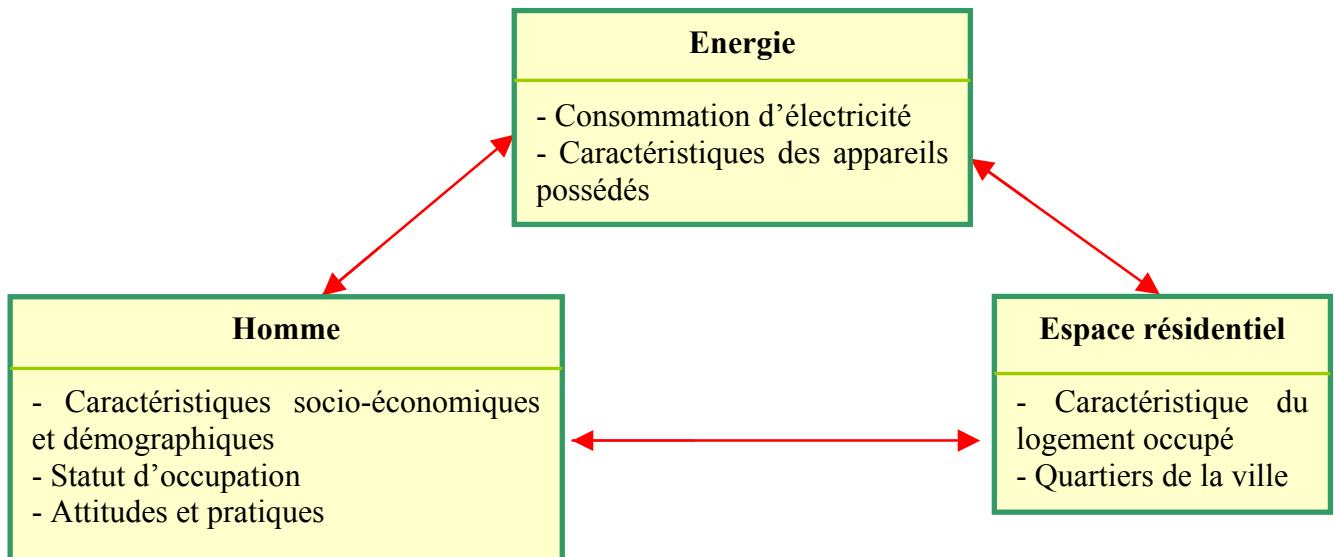 Energie
- Consommation d’électricité
- Caractéristiques des appareils
possédés
Homme
- Caractéristiques socio-économiques
et démographiques
- Statut d’occupation
- Attitudes et pratiques
Espace résidentiel
- Caractéristique du
logement occupé
- Quartiers de la ville